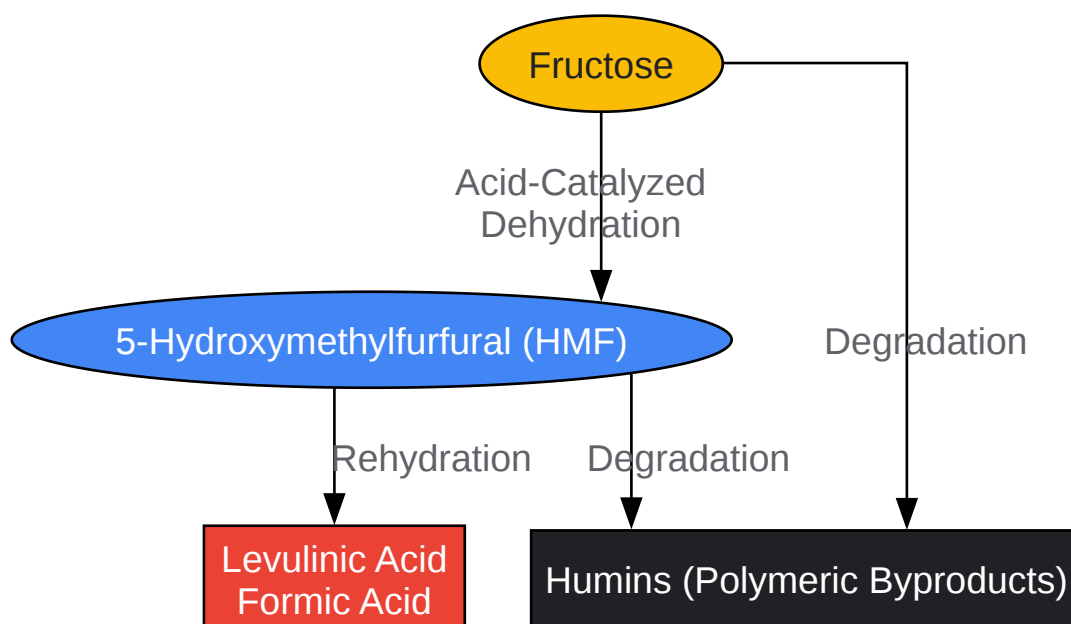 Fructose
Acid-Catalyzed
Dehydration
5-Hydroxymethylfurfural (HMF)
Degradation
Rehydration
Degradation
Levulinic Acid
Formic Acid
Humins (Polymeric Byproducts)